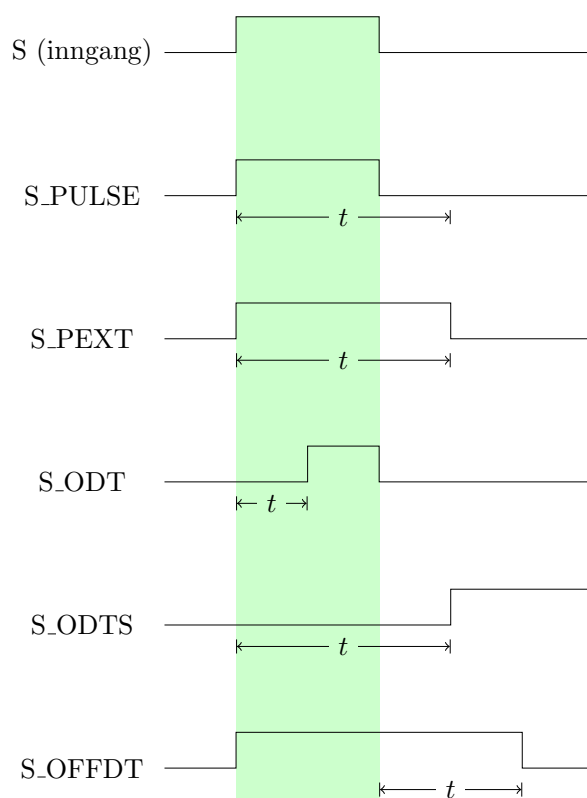 S (inngang)
S_PULSE
t
S_PEXT
t
S_ODT
t
S_ODTS
t
S_OFFDT
t